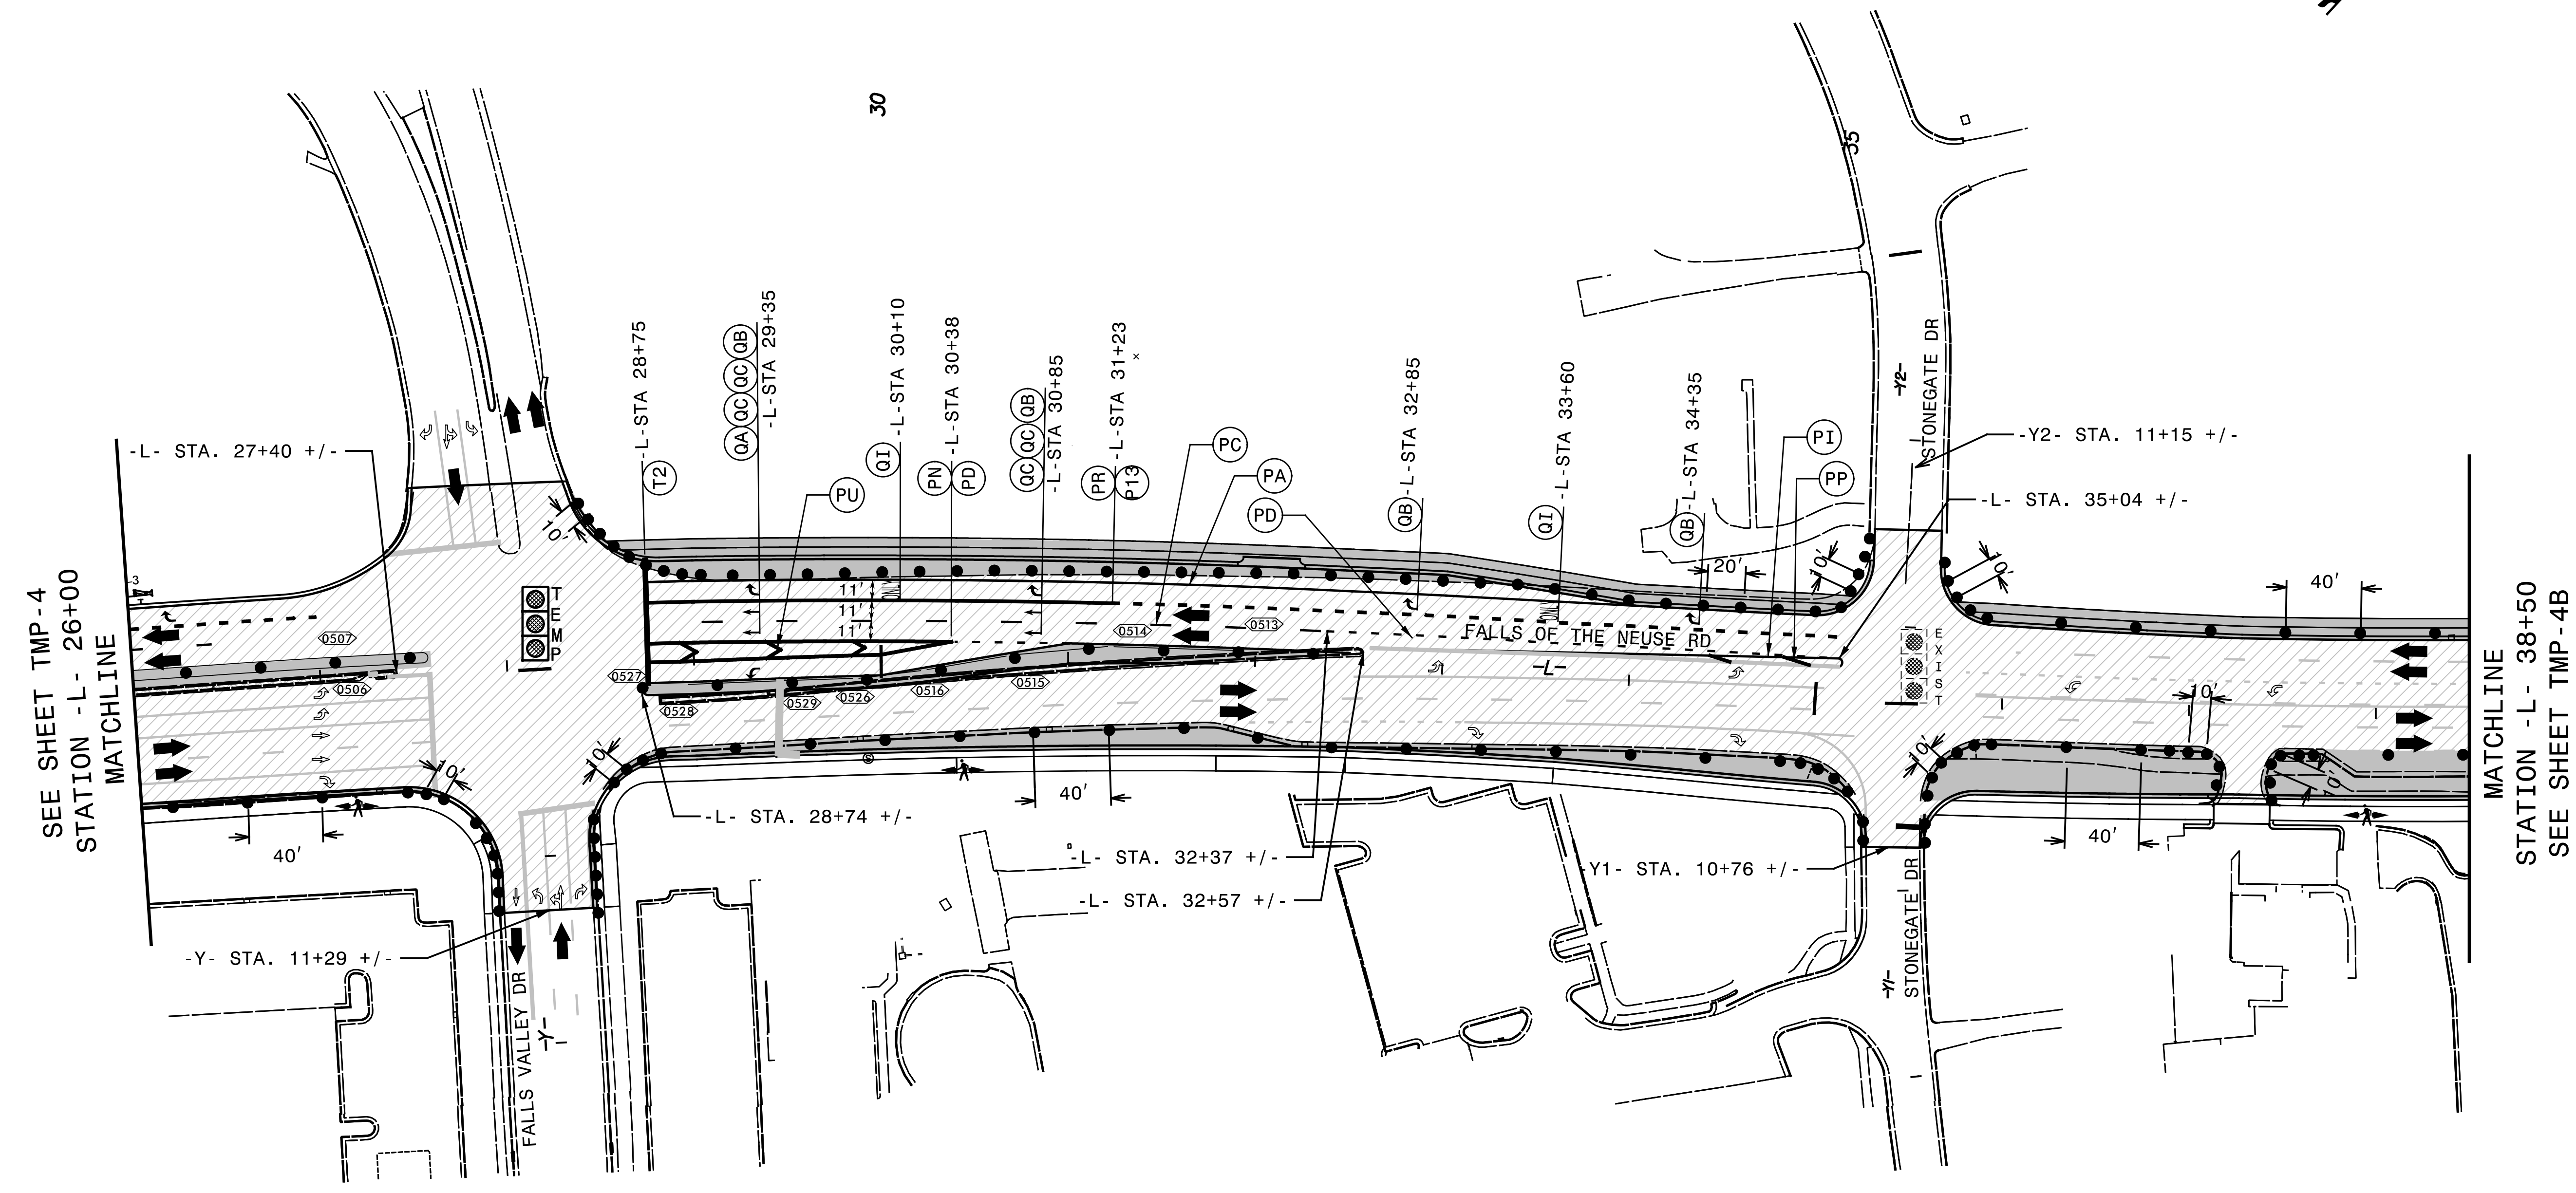 30
35
SEE SHEET TMP-4
STATION -L- 26+00
MATCHLINE
-L- STA. 27+40 +/-
-L-STA 28+75
T2
QA QC QC QB
-L-STA 29+35
PU
QI
-L-STA 30+10
PN PD
-L-STA 30+38
QC QC QB
-L-STA 30+85
PR P13
-L-STA 31+23
PC
PA
PD
QB
-L-STA 32+85
QI
-L-STA 33+60
QB
-L-STA 34+35
PI
PP
-Y2-
STONEGATE DR
-Y2- STA. 11+15 +/-
-L- STA. 35+04 +/-
10'
20'
10'
10'
40'
TEMP
11'
11'
11'
0507
0506
0527
0528
0529
0526
0516
0515
0514
0513
FALLS OF THE NEUSE RD
-L-
EXIST
10'
10'
10'
10'
10'
40'
40'
40'
-L- STA. 28+74 +/-
-L- STA. 32+37 +/-
-L- STA. 32+57 +/-
-Y1- STA. 10+76 +/-
-Y- STA. 11+29 +/-
FALLS VALLEY DR
-Y-
-Y1-
STONEGATE DR
MATCHLINE
STATION -L- 38+50
SEE SHEET TMP-4B